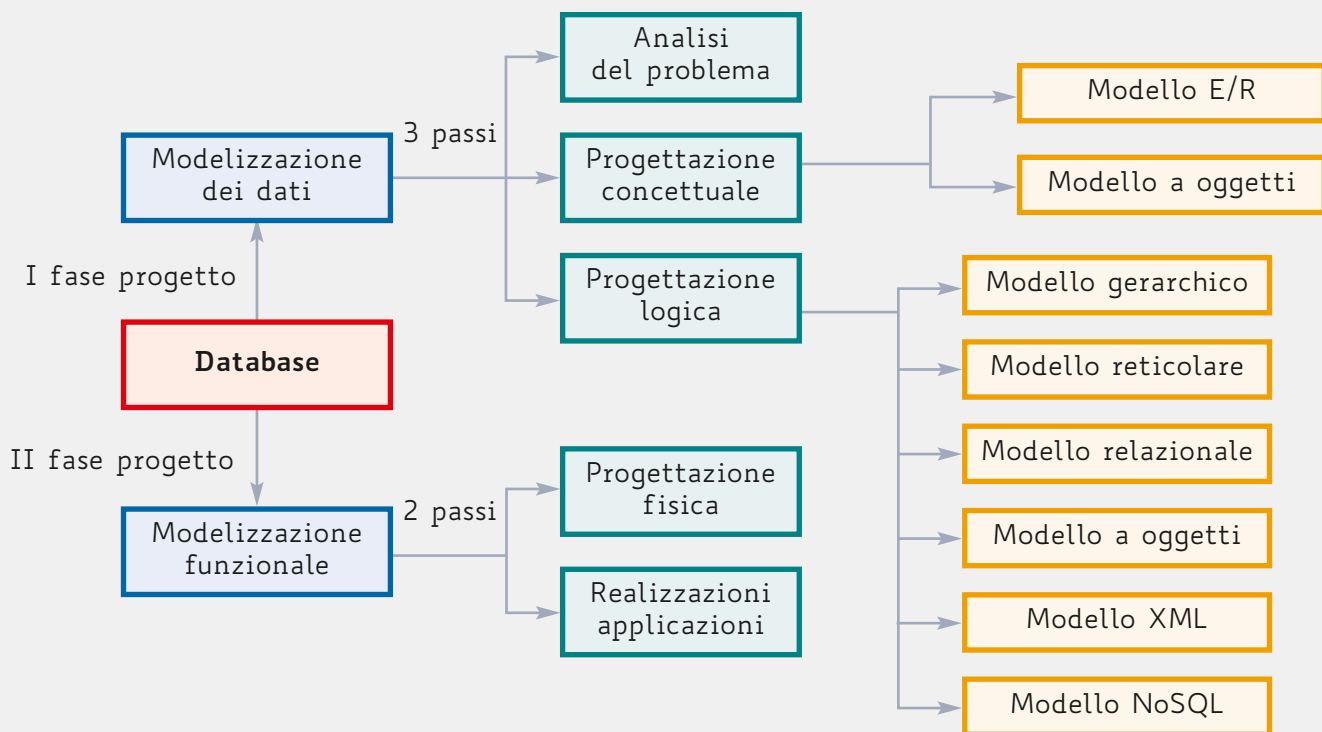 Analisi
del problema
Modello E/R
3 passi
Modelizzazione
dei dati
Progettazione
concettuale
Modello a oggetti
I fase progetto
Progettazione
logica
Modello gerarchico
Database
Modello reticolare
II fase progetto
Modello relazionale
Progettazione
fisica
2 passi
Modelizzazione
funzionale
Modello a oggetti
Realizzazioni
applicazioni
Modello XML
Modello NoSQL